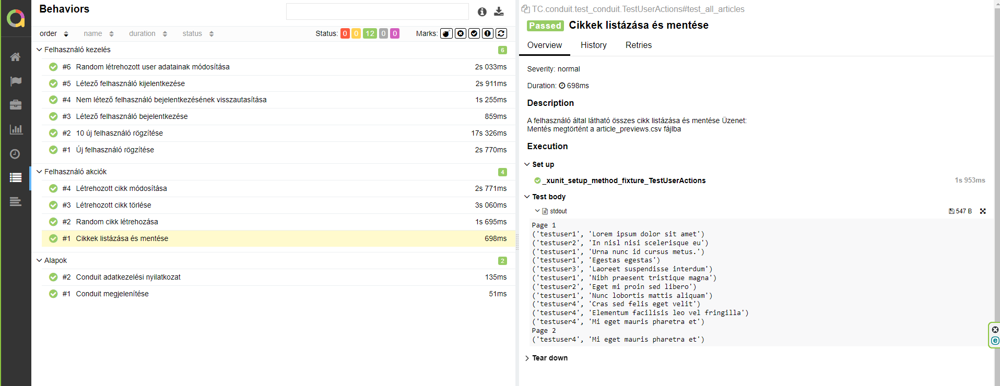 Behaviors
order name duration status Status: 0 0 12 0 0 Marks:
Felhasználó kezelés 6
#6 Random létrehozott user adatainak módosítása 2s 033ms
#5 Létező felhasználó kijelentkezése 2s 911ms
#4 Nem létező felhasználó bejelentkezésének visszautasítása 1s 255ms
#3 Létező felhasználó bejelentkezése 859ms
#2 10 új felhasználó rögzítése 17s 326ms
#1 Új felhasználó rögzítése 2s 770ms
Felhasználó akciók 4
#4 Létrehozott cikk módosítása 2s 771ms
#3 Létrehozott cikk törlése 3s 060ms
#2 Random cikk létrehozása 1s 695ms
#1 Cikkek listázása és mentése 698ms
Alapok 2
#2 Conduit adatkezelési nyilatkozat 135ms
#1 Conduit megjelenítése 51ms
TC.conduit.test_conduit.TestUserActions#test_all_articles
Passed Cikkek listázása és mentése
Overview History Retries
Severity: normal
Duration: 698ms
Description
A felhasználó által látható összes cikk listázása és mentése Üzenet:
Mentés megtörtént a article_previews.csv fájlba
Execution
Set up
_xunit_setup_method_fixture_TestUserActions 1s 953ms
Test body
stdout 547 B
Page 1
('testuser1', 'Lorem ipsum dolor sit amet')
('testuser2', 'In nisl nisi scelerisque eu')
('testuser1', 'Urna nunc id cursus metus.')
('testuser1', 'Egestas egestas')
('testuser3', 'Laoreet suspendisse interdum')
('testuser1', 'Nibh praesent tristique magna')
('testuser2', 'Eget mi proin sed libero')
('testuser1', 'Nunc lobortis mattis aliquam')
('testuser4', 'Cras sed felis eget velit')
('testuser4', 'Elementum facilisis leo vel fringilla')
('testuser4', 'Mi eget mauris pharetra et')
Page 2
('testuser4', 'Mi eget mauris pharetra et')
Tear down